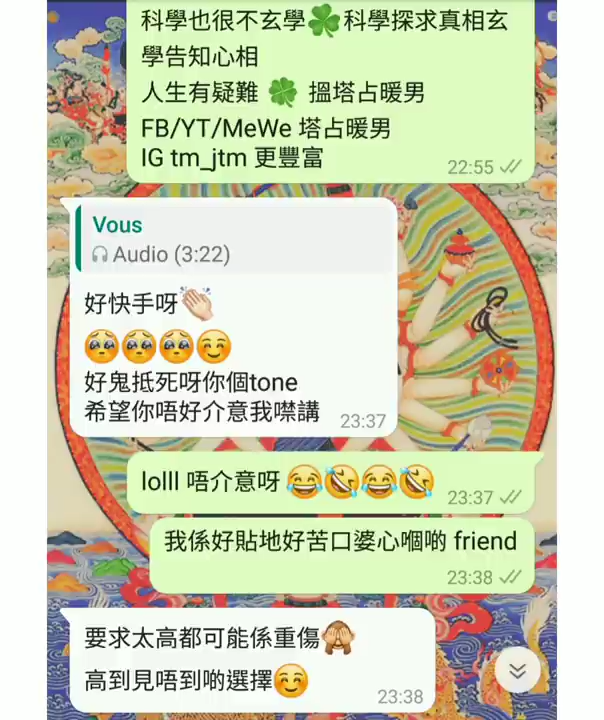 科學也很不玄學🍀科學探求真相玄
學告知心相
人生有疑難 🍀 搵塔占暖男
FB/YT/MeWe 塔占暖男
IG tm_jtm 更豐富
22:55
Vous
Audio (3:22)
好快手呀👏🏻
🥹🥹🥹☺️
好鬼抵死呀你個tone
希望你唔好介意我噤講
23:37
lolll 唔介意呀 😂🤣😂🤣
23:37
我係好貼地好苦口婆心嗰啲 friend
23:38
要求太高都可能係重傷🙈
高到見唔到啲選擇☺️
23:38